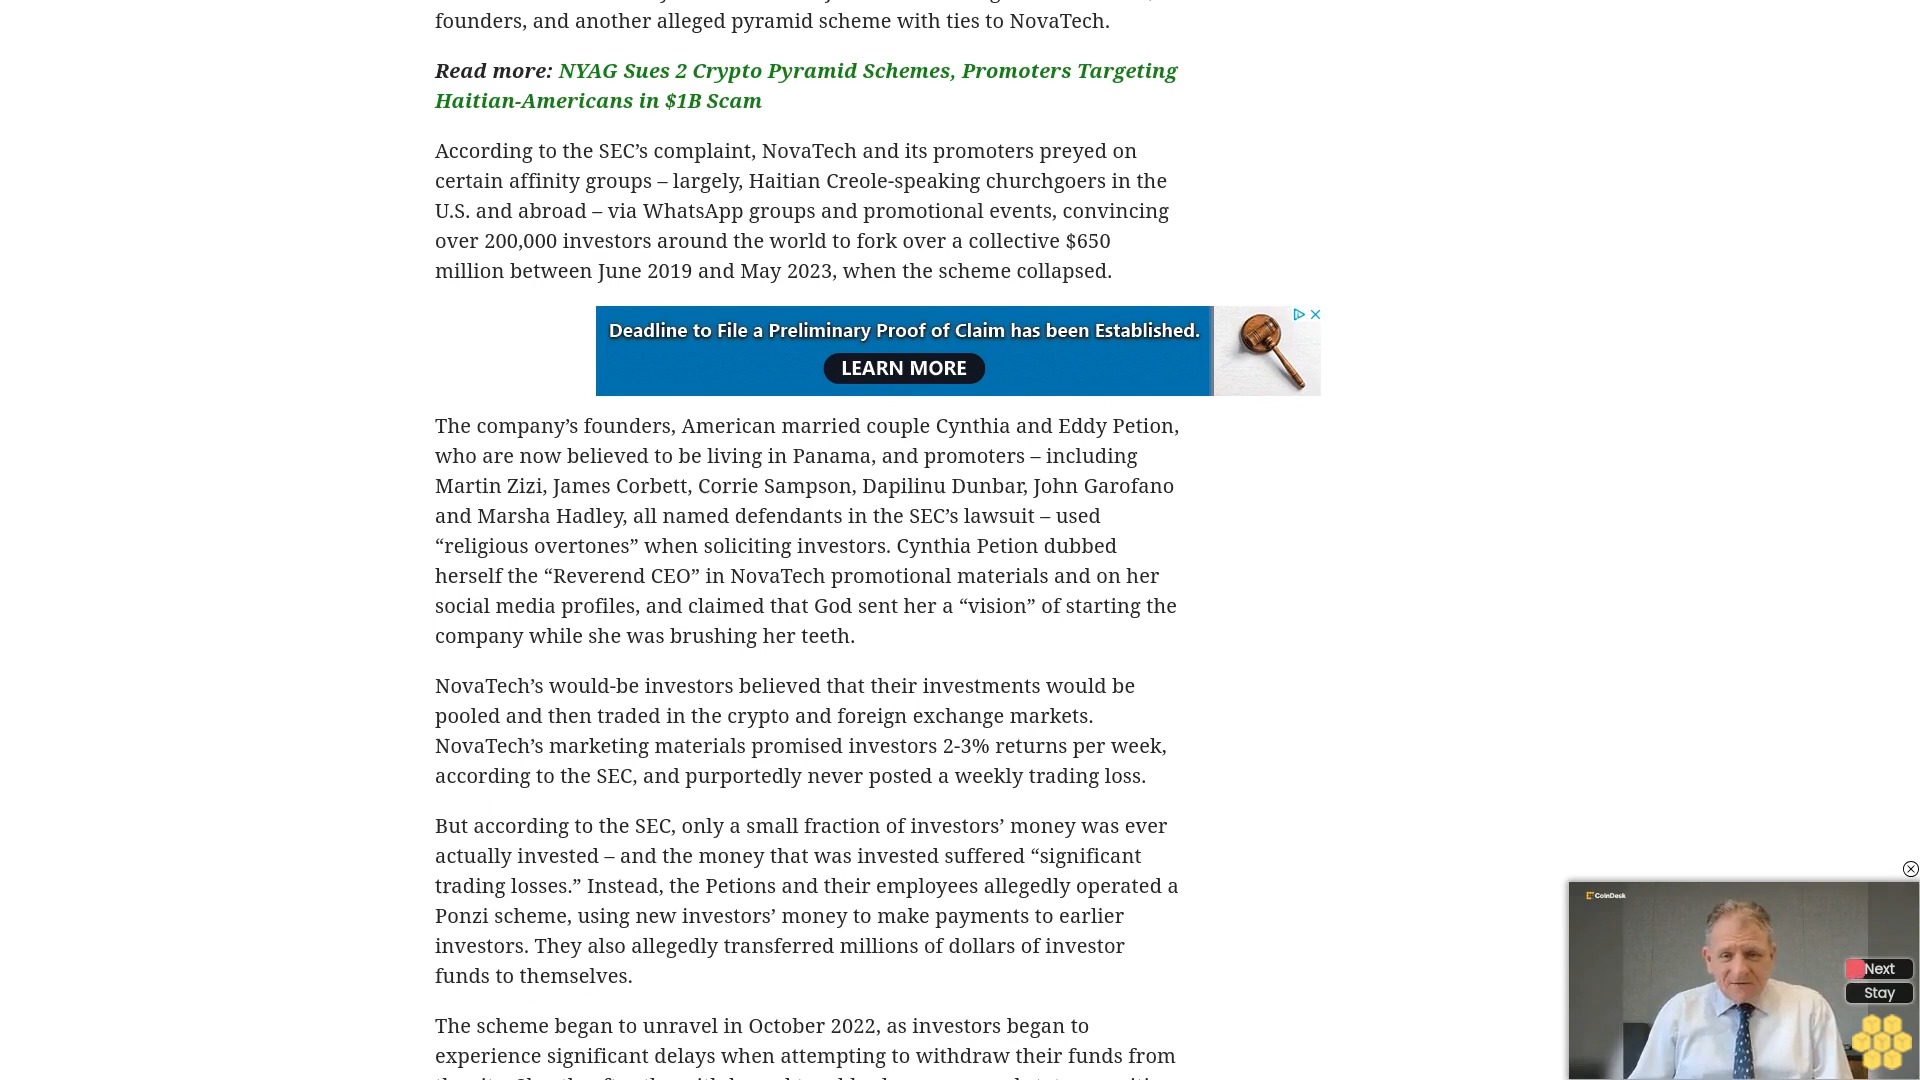 founders, and another alleged pyramid scheme with ties to NovaTech.
Read more: NYAG Sues 2 Crypto Pyramid Schemes, Promoters Targeting
Haitian-Americans in $1B Scam
According to the SEC’s complaint, NovaTech and its promoters preyed on
certain affinity groups – largely, Haitian Creole-speaking churchgoers in the
U.S. and abroad – via WhatsApp groups and promotional events, convincing
over 200,000 investors around the world to fork over a collective $650
million between June 2019 and May 2023, when the scheme collapsed.
Deadline to File a Preliminary Proof of Claim has been Established.
LEARN MORE
The company’s founders, American married couple Cynthia and Eddy Petion,
who are now believed to be living in Panama, and promoters – including
Martin Zizi, James Corbett, Corrie Sampson, Dapilinu Dunbar, John Garofano
and Marsha Hadley, all named defendants in the SEC’s lawsuit – used
“religious overtones” when soliciting investors. Cynthia Petion dubbed
herself the “Reverend CEO” in NovaTech promotional materials and on her
social media profiles, and claimed that God sent her a “vision” of starting the
company while she was brushing her teeth.
NovaTech’s would-be investors believed that their investments would be
pooled and then traded in the crypto and foreign exchange markets.
NovaTech’s marketing materials promised investors 2-3% returns per week,
according to the SEC, and purportedly never posted a weekly trading loss.
But according to the SEC, only a small fraction of investors’ money was ever
actually invested – and the money that was invested suffered “significant
trading losses.” Instead, the Petions and their employees allegedly operated a
Ponzi scheme, using new investors’ money to make payments to earlier
investors. They also allegedly transferred millions of dollars of investor
funds to themselves.
The scheme began to unravel in October 2022, as investors began to
experience significant delays when attempting to withdraw their funds from
CoinDesk
Next
Stay